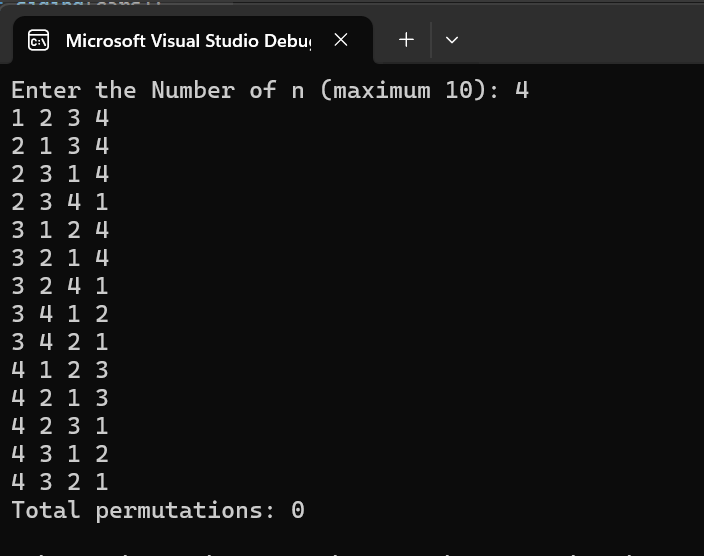 Microsoft Visual Studio Debu
Enter the Number of n (maximum 10): 4
1 2 3 4
2 1 3 4
2 3 1 4
2 3 4 1
3 1 2 4
3 2 1 4
3 2 4 1
3 4 1 2
3 4 2 1
4 1 2 3
4 2 1 3
4 2 3 1
4 3 1 2
4 3 2 1
Total permutations: 0